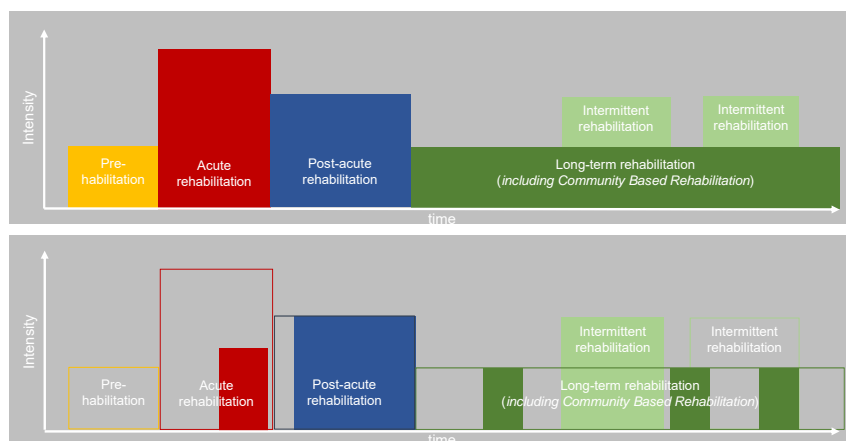 Intensity
Pre-
habilitation
Acute
rehabilitation
Post-acute
rehabilitation
Intermittent
rehabilitation
Intermittent
rehabilitation
Long-term rehabilitation
(including Community Based Rehabilitation)
time
Intensity
Pre-
habilitation
Acute
rehabilitation
Post-acute
rehabilitation
Intermittent
rehabilitation
Intermittent
rehabilitation
Long-term rehabilitation
(including Community Based Rehabilitation)
time